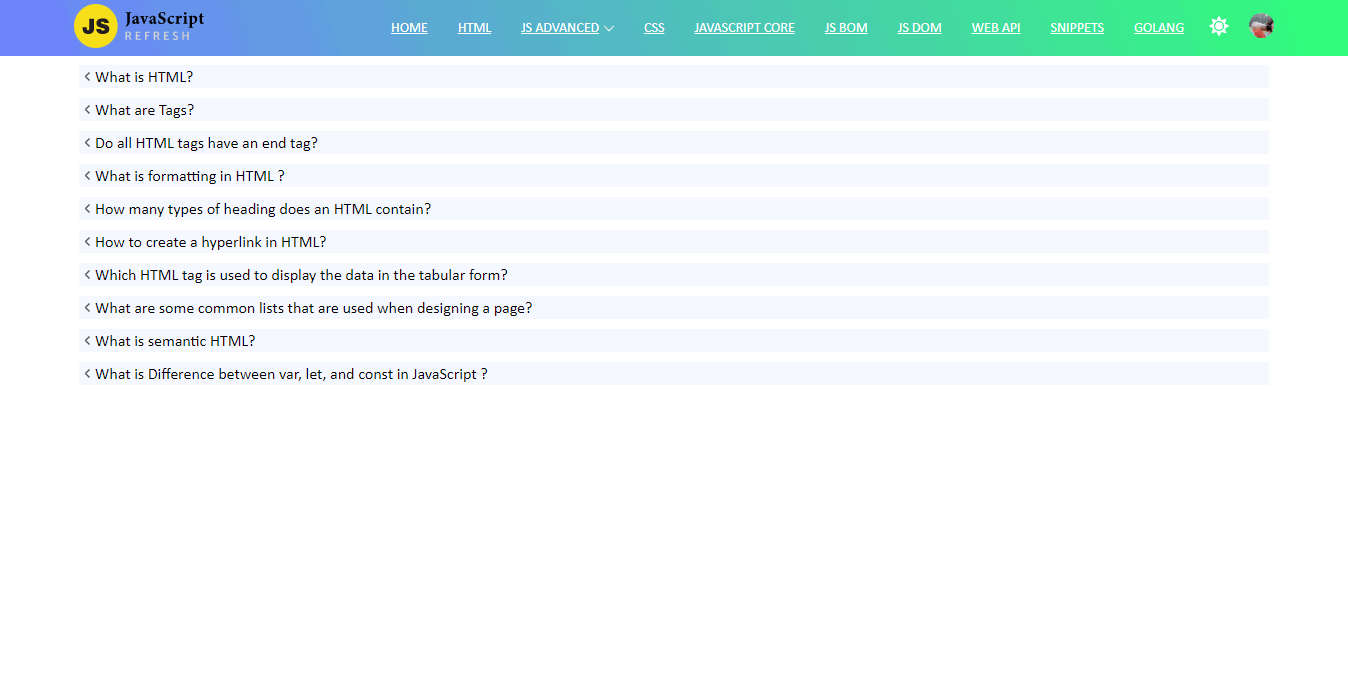 JS JavaScript
REFRESH
HOME HTML JS ADVANCED CSS JAVASCRIPT CORE JS BOM JS DOM WEB API SNIPPETS GOLANG
What is HTML?
What are Tags?
Do all HTML tags have an end tag?
What is formatting in HTML ?
How many types of heading does an HTML contain?
How to create a hyperlink in HTML?
Which HTML tag is used to display the data in the tabular form?
What are some common lists that are used when designing a page?
What is semantic HTML?
What is Difference between var, let, and const in JavaScript ?